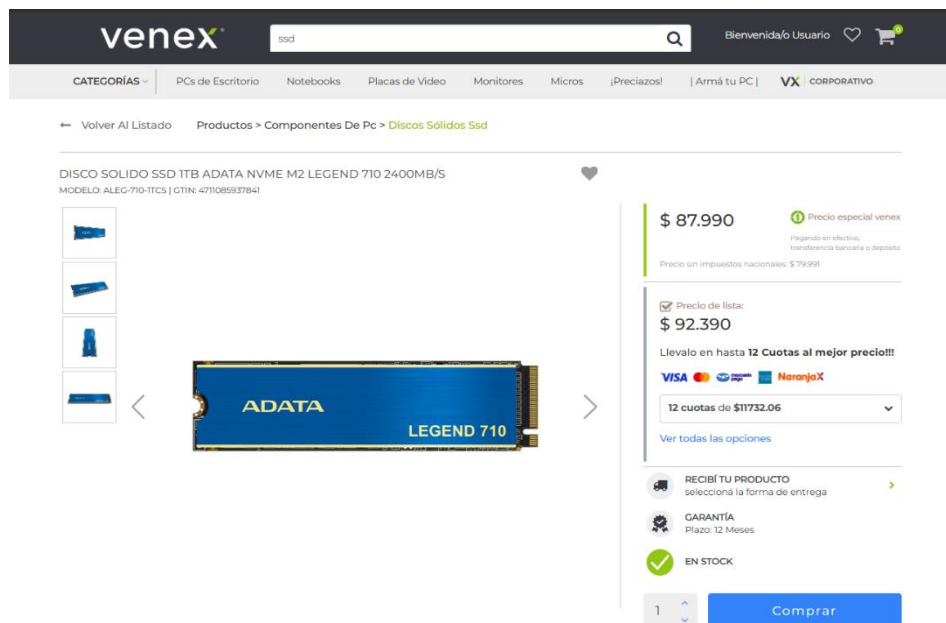 venex
ssd
Bienvenida/o Usuario
0
CATEGORÍAS
PCs de Escritorio
Notebooks
Placas de Video
Monitores
Micros
¡Preciazos!
| Armá tu PC |
VX CORPORATIVO
← Volver Al Listado
Productos > Componentes De Pc > Discos Sólidos Ssd
DISCO SOLIDO SSD 1TB ADATA NVME M2 LEGEND 710 2400MB/S
MODELO: ALEG-710-1TCS | GTIN: 4711085937841
ADATA
LEGEND 710
$ 87.990
Precio especial venex
Pagando en efectivo,
transferencia bancaria o depósito
Precio sin impuestos nacionales: $ 79.991
Precio de lista:
$ 92.390
Llevalo en hasta 12 Cuotas al mejor precio!!!
VISA
mercado
pago
NaranjaX
12 cuotas de $11732.06
Ver todas las opciones
RECIBÍ TU PRODUCTO
seleccioná la forma de entrega
GARANTÍA
Plazo: 12 Meses
EN STOCK
1
Comprar